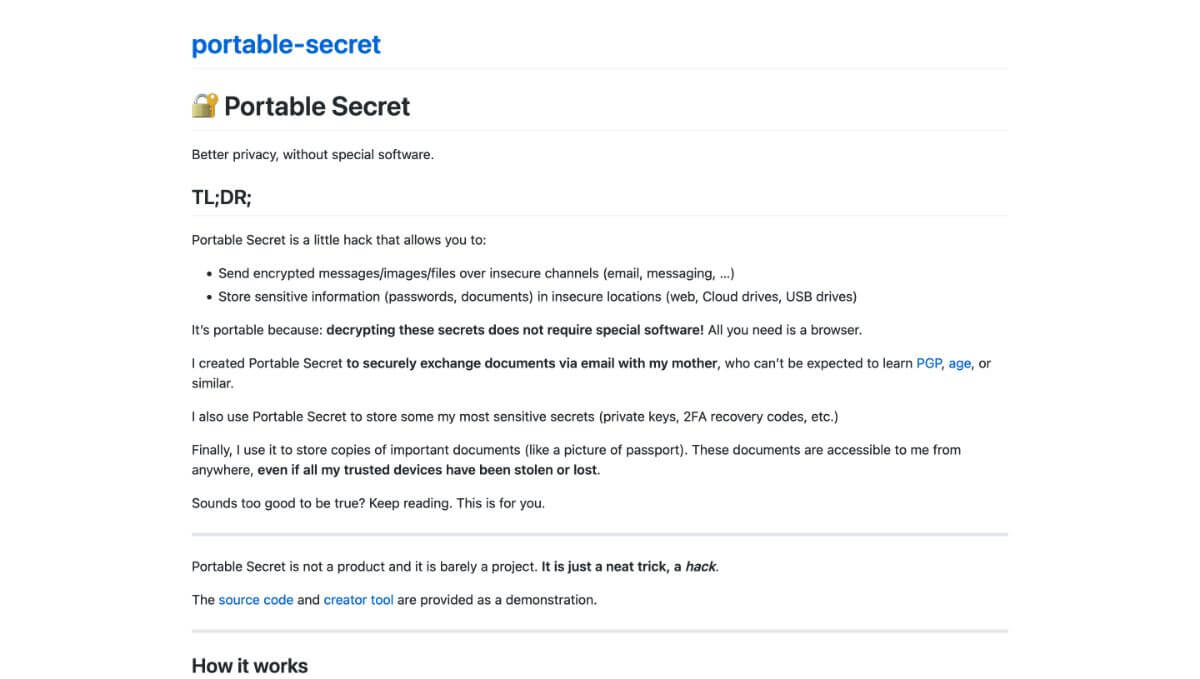 portable-secret
🔐 Portable Secret
Better privacy, without special software.
TL;DR;
Portable Secret is a little hack that allows you to:
• Send encrypted messages/images/files over insecure channels (email, messaging, ...)
• Store sensitive information (passwords, documents) in insecure locations (web, Cloud drives, USB drives)
It's portable because: decrypting these secrets does not require special software! All you need is a browser.
I created Portable Secret to securely exchange documents via email with my mother, who can't be expected to learn PGP, age, or
similar.
I also use Portable Secret to store some my most sensitive secrets (private keys, 2FA recovery codes, etc.)
Finally, I use it to store copies of important documents (like a picture of passport). These documents are accessible to me from
anywhere, even if all my trusted devices have been stolen or lost.
Sounds too good to be true? Keep reading. This is for you.
Portable Secret is not a product and it is barely a project. It is just a neat trick, a hack.
The source code and creator tool are provided as a demonstration.
How it works